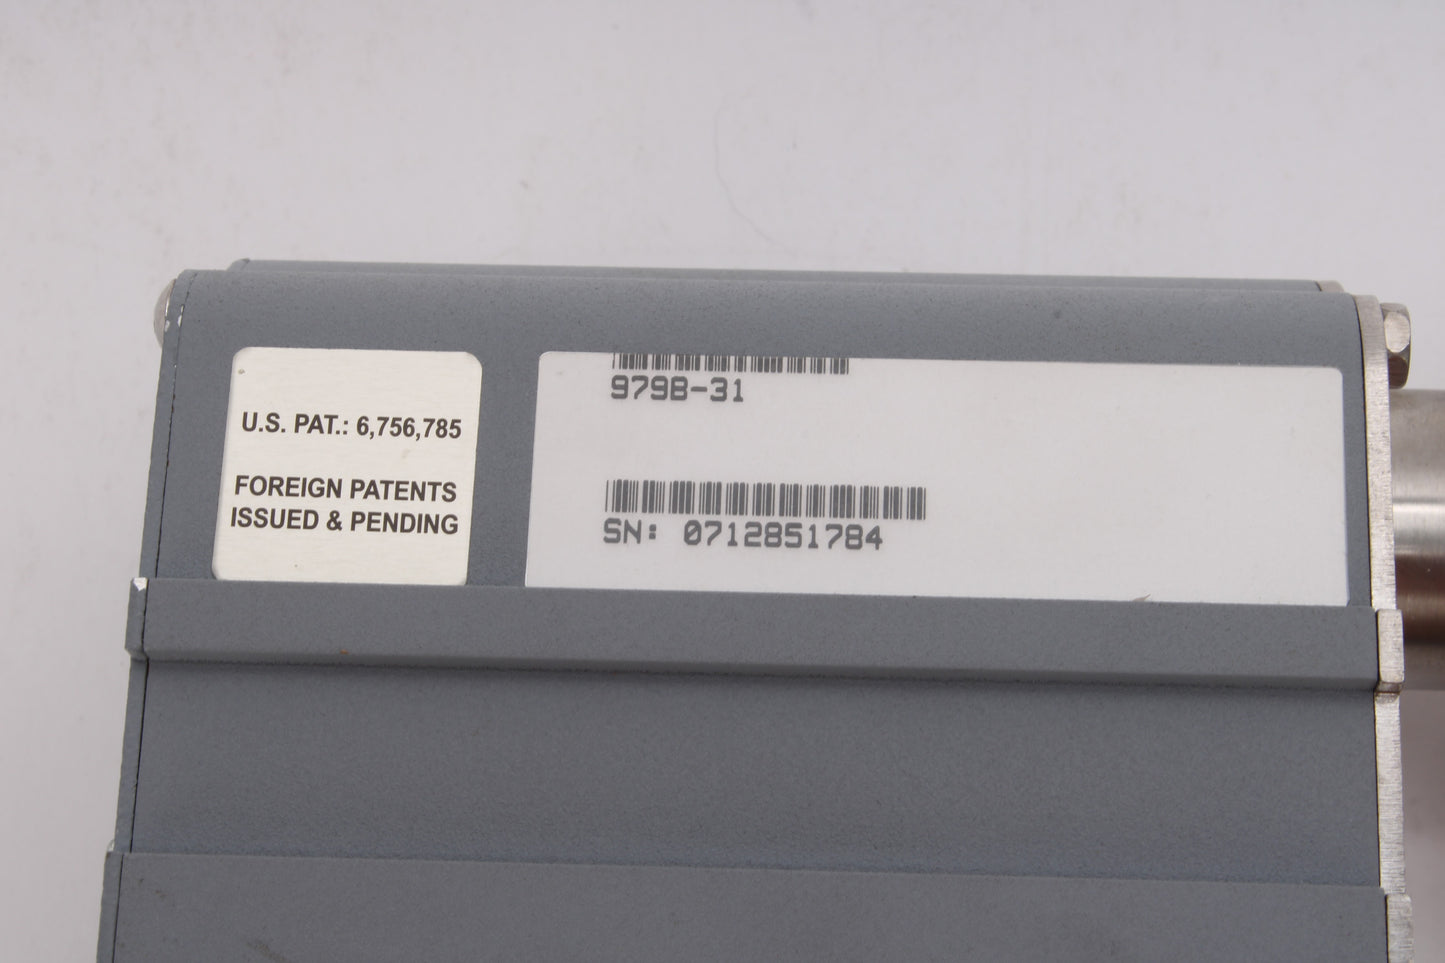 U.S. PAT.: 6,756,785
FOREIGN PATENTS
ISSUED & PENDING
979B-31
SN: 0712851784